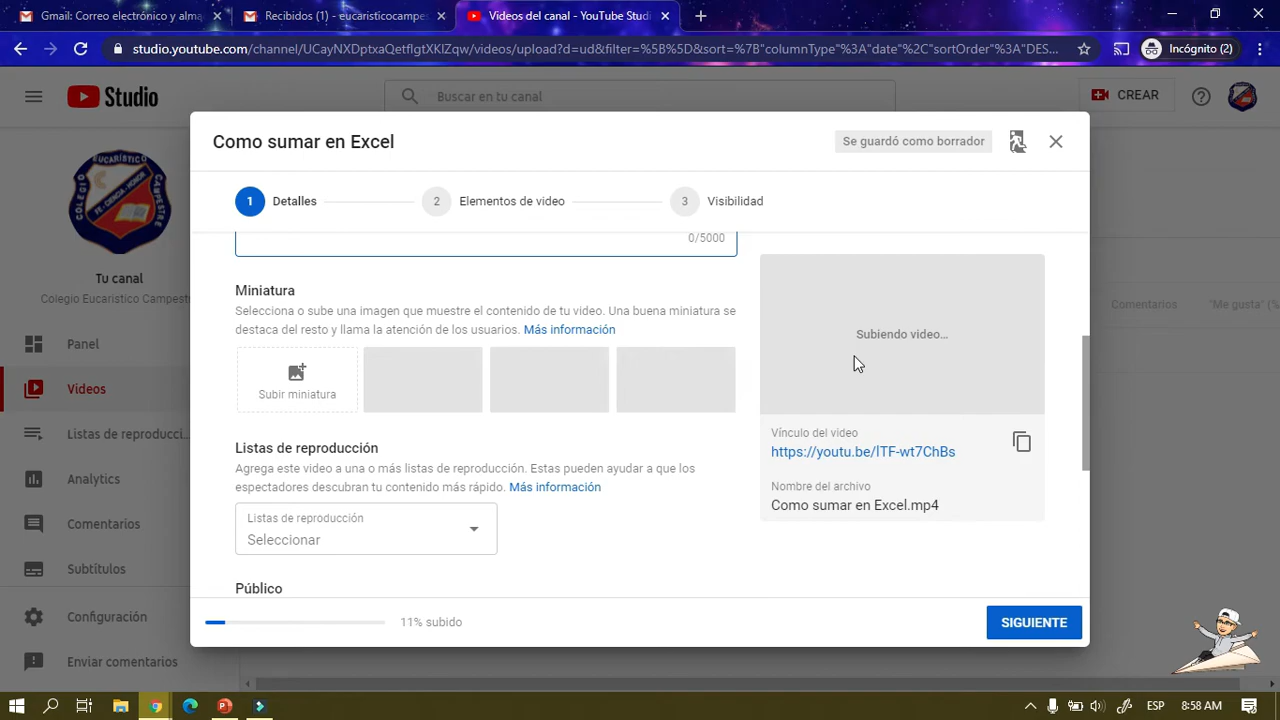 Gmail: Correo electrónico y alma
Recibidos (1) - eucaristicocampes
Videos del canal - YouTube Studi
studio.youtube.com/channel/UCayNXDptxaQetflgtXKlZqw/videos/upload?d=ud&filter=%5B%5D&sort=%7B"columnType"%3A"date"%2C"sortOrder"%3A"DES...
Incógnito (2)
Studio
Buscar en tu canal
CREAR
Como sumar en Excel
Se guardó como borrador
1 Detalles
2 Elementos de video
3 Visibilidad
EUCARÍSTICO
COLEGIO
CAMPESTRE
FE-CIENCIA-HONOR
Tu canal
Colegio Eucaristico Campestr
Panel
Videos
Listas de reproducci...
Analytics
Comentarios
Subtítulos
Configuración
Enviar comentarios
0/5000
Miniatura
Selecciona o sube una imagen que muestre el contenido de tu video. Una buena miniatura se
destaca del resto y llama la atención de los usuarios. Más información
Subir miniatura
Listas de reproducción
Agrega este video a una o más listas de reproducción. Estas pueden ayudar a que los
espectadores descubran tu contenido más rápido. Más información
Listas de reproducción
Seleccionar
Público
Subiendo video...
Vínculo del video
https://youtu.be/lTF-wt7ChBs
Nombre del archivo
Como sumar en Excel.mp4
Comentarios
"Me gusta" (%
11% subido
SIGUIENTE
ESP
8:58 AM